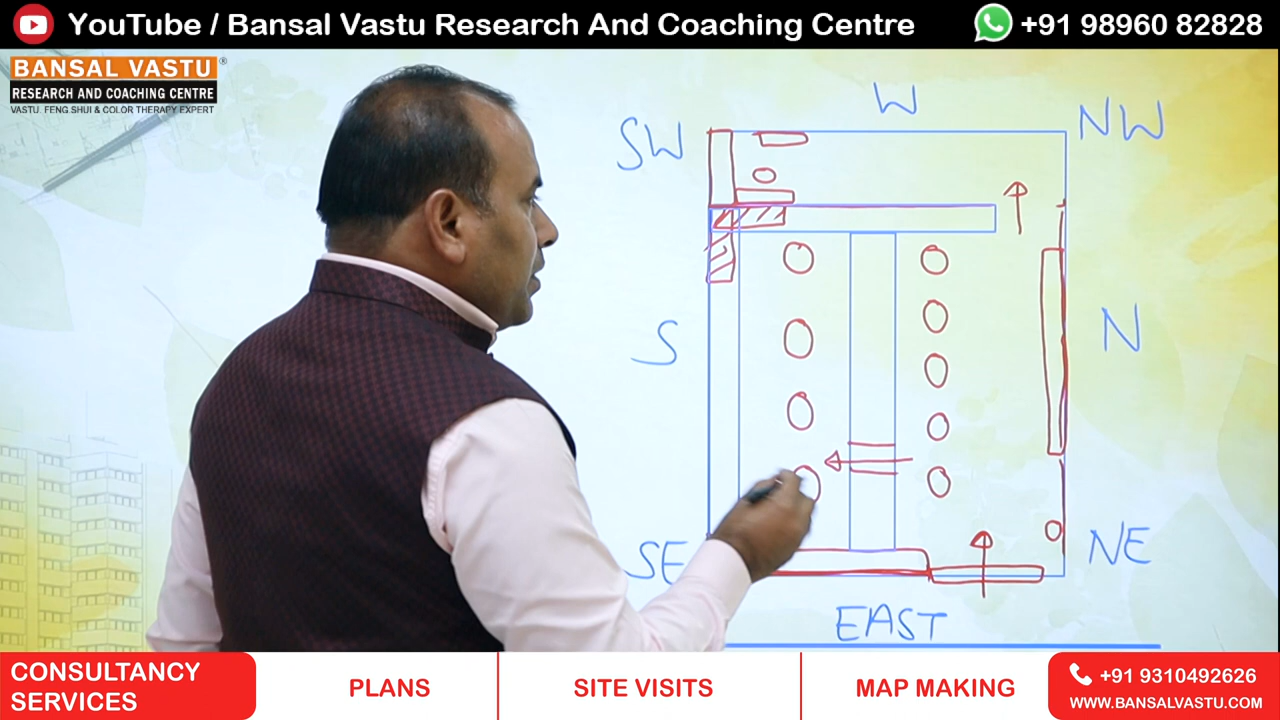 YouTube / Bansal Vastu Research And Coaching Centre
+91 98960 82828
BANSAL VASTU®
RESEARCH AND COACHING CENTRE
VASTU, FENG SHUI & COLOR THERAPY EXPERT
W
SW
NW
S
N
SE
NE
EAST
CONSULTANCY
SERVICES
PLANS
SITE VISITS
MAP MAKING
+91 9310492626
WWW.BANSALVASTU.COM